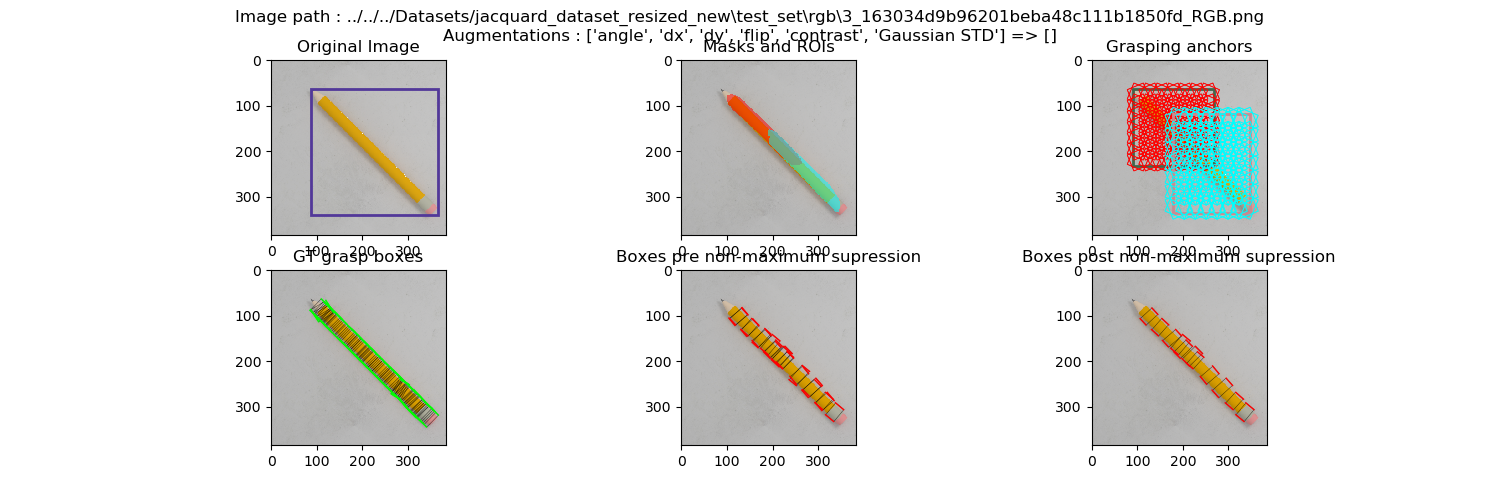 Image path : ../../../Datasets/jacquard_dataset_resized_new\test_set\rgb\3_163034d9b96201beba48c111b1850fd_RGB.png
Augmentations : ['angle', 'dx', 'dy', 'flip', 'contrast', 'Gaussian STD'] => []
Original Image
Masks and ROIs
Grasping anchors
0
100
200
300
0
100
200
300
0
100
200
300
0 100 200 300
0 100 200 300
0 100 200 300
GT grasp boxes
Boxes pre non-maximum supression
Boxes post non-maximum supression
0
100
200
300
0
100
200
300
0
100
200
300
0 100 200 300
0 100 200 300
0 100 200 300